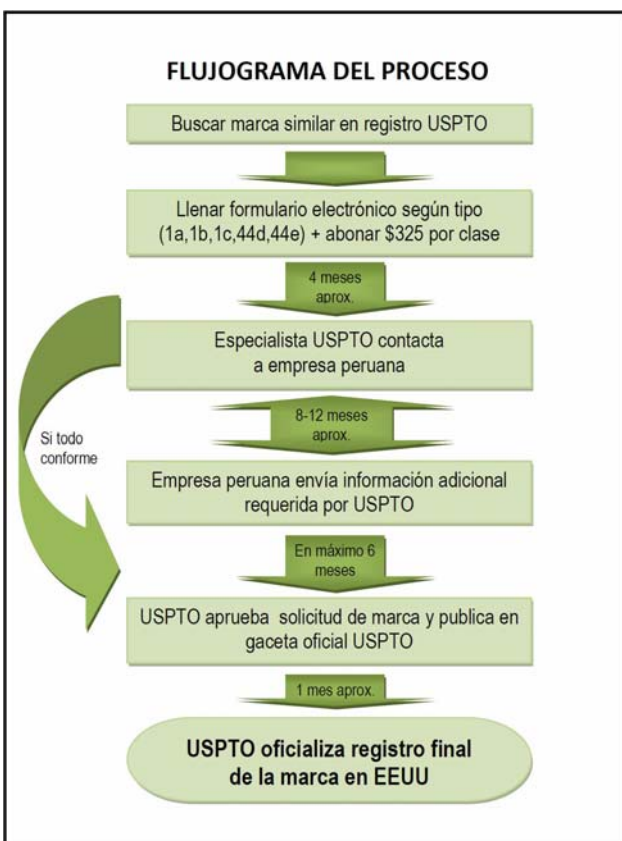 FLUJOGRAMA DEL PROCESO
Buscar marca similar en registro USPTO
Llenar formulario electrónico según tipo
(1a,1b,1c,44d,44e) + abonar $325 por clase
4 meses
aprox.
Especialista USPTO contacta
a empresa peruana
8-12 meses
aprox.
Si todo
conforme
Empresa peruana envía información adicional
requerida por USPTO
En máximo 6
meses
USPTO aprueba solicitud de marca y publica en
gaceta oficial USPTO
1 mes aprox.
USPTO oficializa registro final
de la marca en EEUU